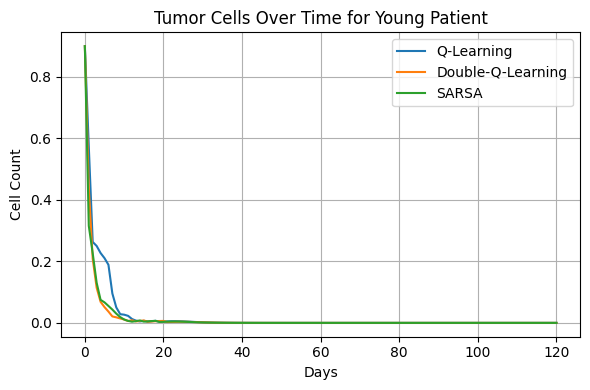 Tumor Cells Over Time for Young Patient
Q-Learning
Double-Q-Learning
SARSA
Cell Count
0.8
0.6
0.4
0.2
0.0
0 20 40 60 80 100 120
Days